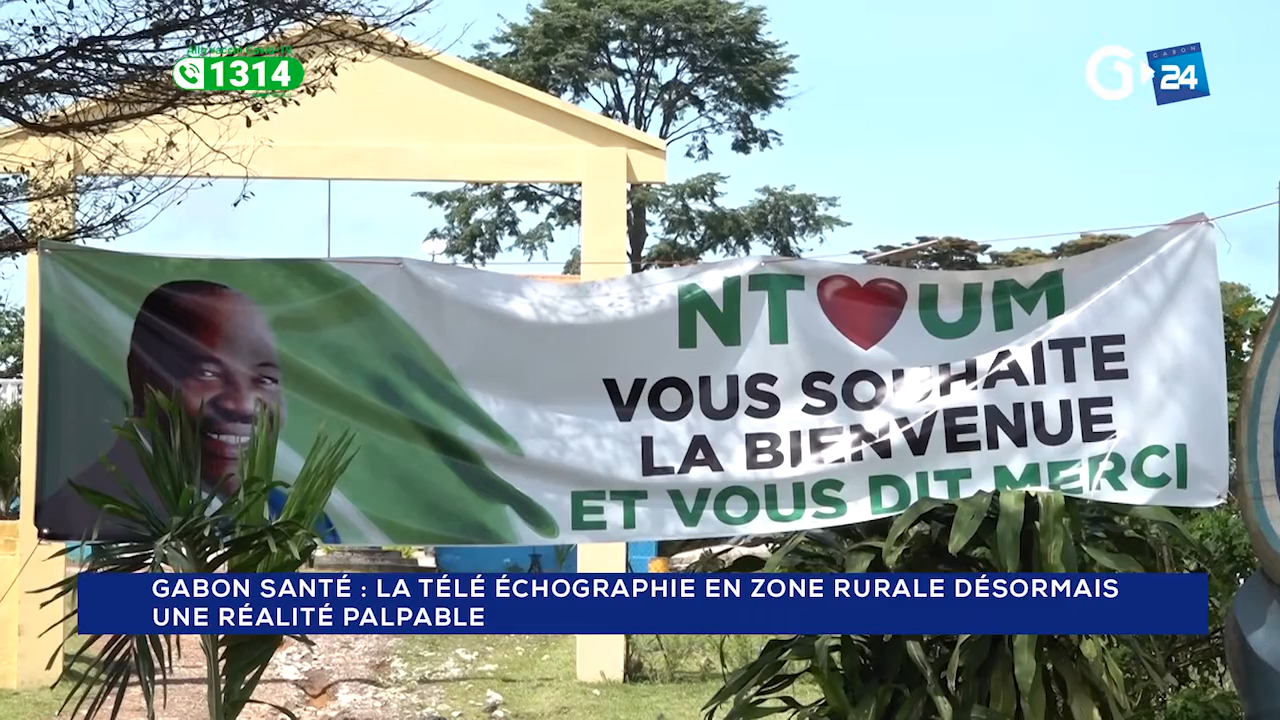 1314
GABON
24
NT❤UM
VOUS SOUHAITE
LA BIENVENUE
ET VOUS DIT MERCI
GABON SANTÉ : LA TÉLÉ ÉCHOGRAPHIE EN ZONE RURALE DÉSORMAIS
UNE RÉALITÉ PALPABLE